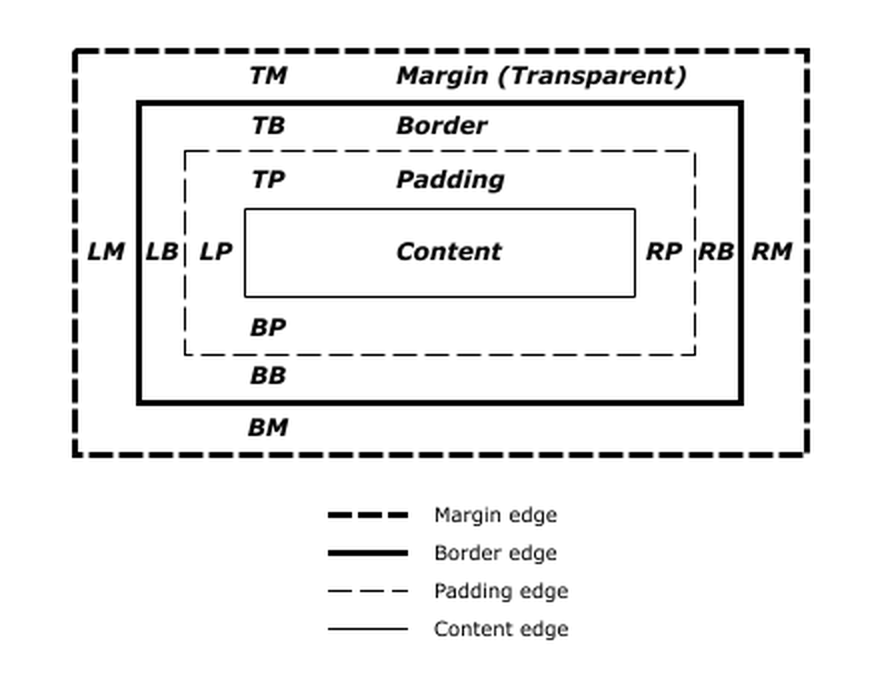 TM Margin (Transparent)
TB Border
TP Padding
LM LB LP Content RP RB RM
BP
BB
BM
Margin edge
Border edge
Padding edge
Content edge